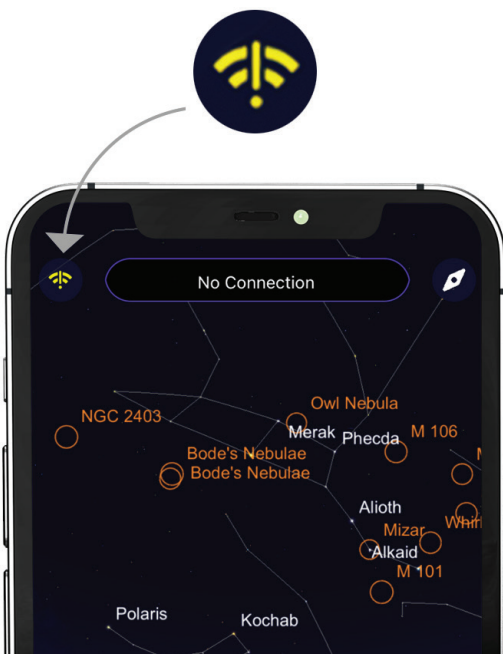 No Connection
Owl Nebula
NGC 2403
Merak
Phecda
M 106
Bode's Nebulae
Bode's Nebulae
Alioth
Mizar
Alkaid
M 101
Polaris
Kochab